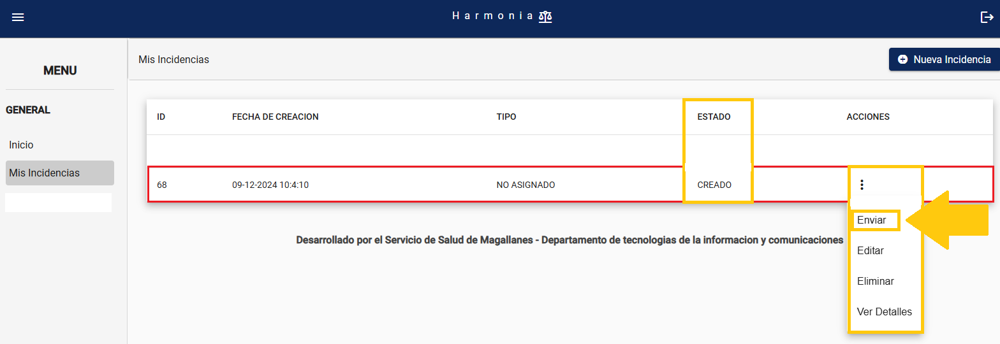 Harmonia
MENU
Mis Incidencias
Nueva Incidencia
GENERAL
Inicio
Mis Incidencias
ID FECHA DE CREACION TIPO ESTADO ACCIONES
68 09-12-2024 10:4:10 NO ASIGNADO CREADO
Enviar
Editar
Eliminar
Ver Detalles
Desarrollado por el Servicio de Salud de Magallanes - Departamento de tecnologias de la informacion y comunicaciones